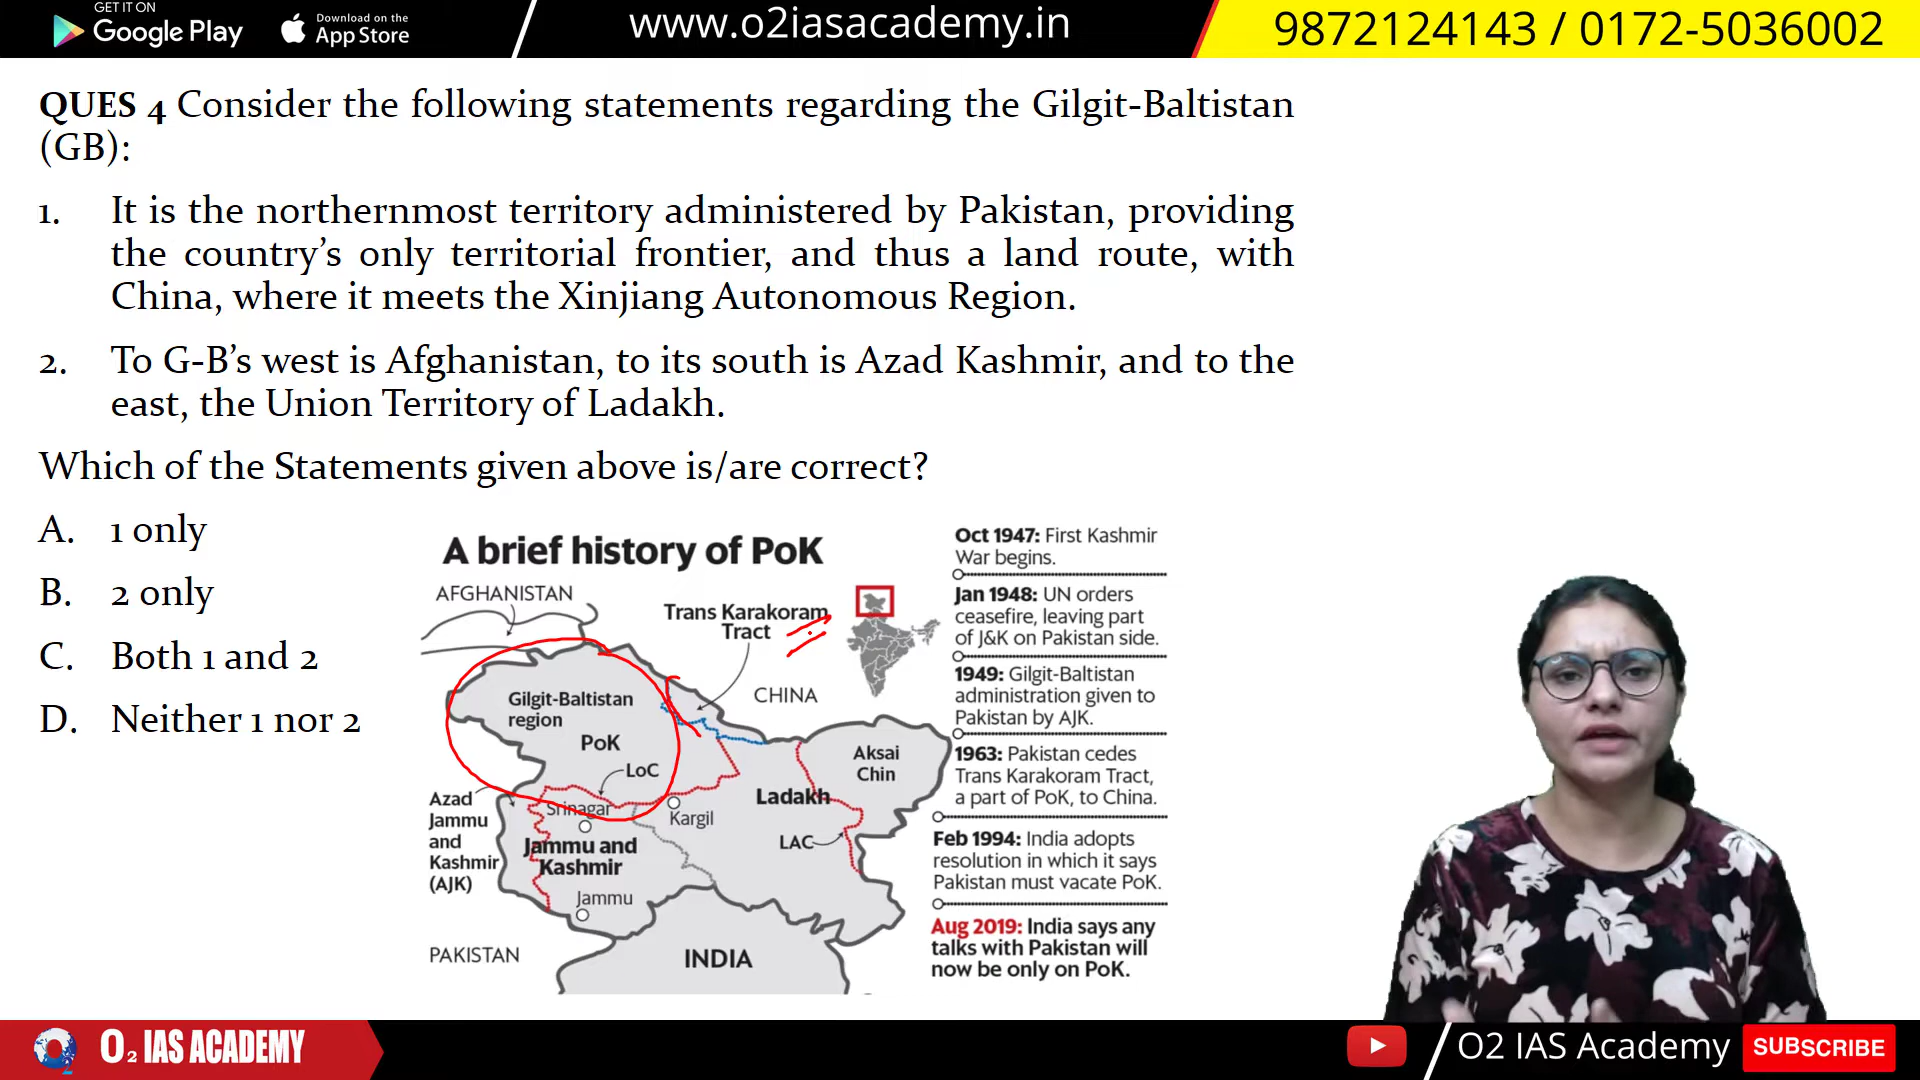 GET IT ON
Google Play
Download on the
App Store
www.o2iasacademy.in
9872124143 / 0172-5036002
QUES 4 Consider the following statements regarding the Gilgit-Baltistan
(GB):
1. It is the northernmost territory administered by Pakistan, providing
the country's only territorial frontier, and thus a land route, with
China, where it meets the Xinjiang Autonomous Region.
2. To G-B's west is Afghanistan, to its south is Azad Kashmir, and to the
east, the Union Territory of Ladakh.
Which of the Statements given above is/are correct?
A. 1 only
B. 2 only
C. Both 1 and 2
D. Neither 1 nor 2
A brief history of PoK
AFGHANISTAN
Trans Karakoram
Tract
CHINA
Gilgit-Baltistan
region
PoK
LoC
Aksai
Chin
Azad
Jammu
and
Kashmir
(AJK)
Srinagar
Kargil
Ladakh
LAC
Jammu and
Kashmir
Jammu
PAKISTAN
INDIA
Oct 1947: First Kashmir
War begins.
Jan 1948: UN orders
ceasefire, leaving part
of J&K on Pakistan side.
1949: Gilgit-Baltistan
administration given to
Pakistan by AJK.
1963: Pakistan cedes
Trans Karakoram Tract,
a part of PoK, to China.
Feb 1994: India adopts
resolution in which it says
Pakistan must vacate PoK.
Aug 2019: India says any
talks with Pakistan will
now be only on PoK.
O2 IAS ACADEMY
O2 IAS Academy
SUBSCRIBE